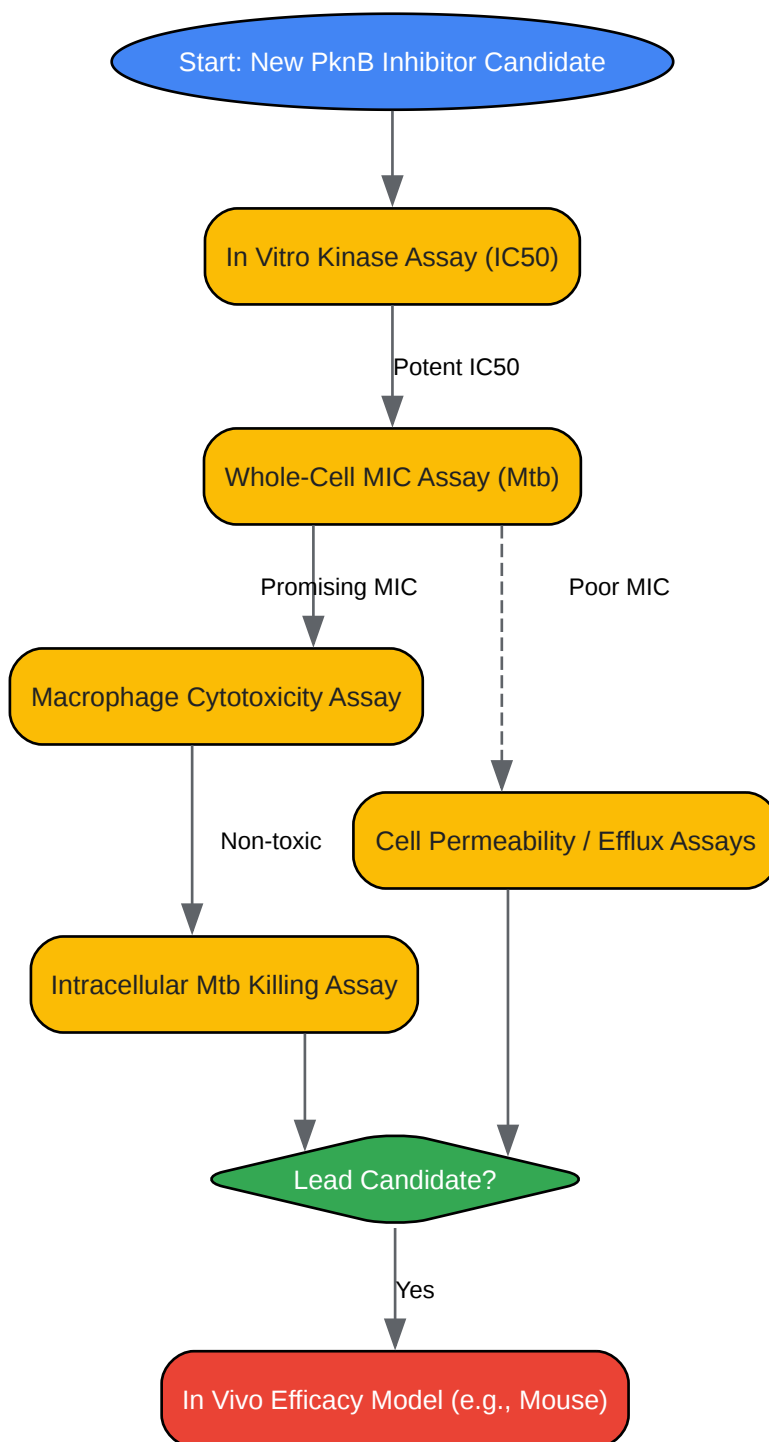 Start: New PknB Inhibitor Candidate
In Vitro Kinase Assay (IC50)
Potent IC50
Whole-Cell MIC Assay (Mtb)
Promising MIC
Poor MIC
Macrophage Cytotoxicity Assay
Non-toxic
Cell Permeability / Efflux Assays
Intracellular Mtb Killing Assay
Lead Candidate?
Yes
In Vivo Efficacy Model (e.g., Mouse)